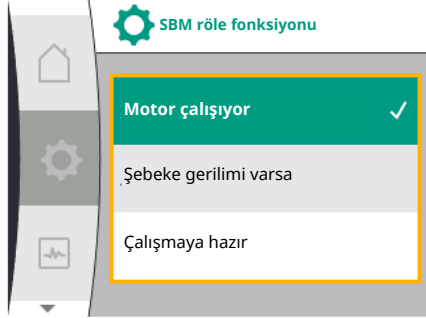 SBM röle fonksiyonu
Motor çalışıyor
Şebeke gerilimi varsa
Çalışmaya hazır